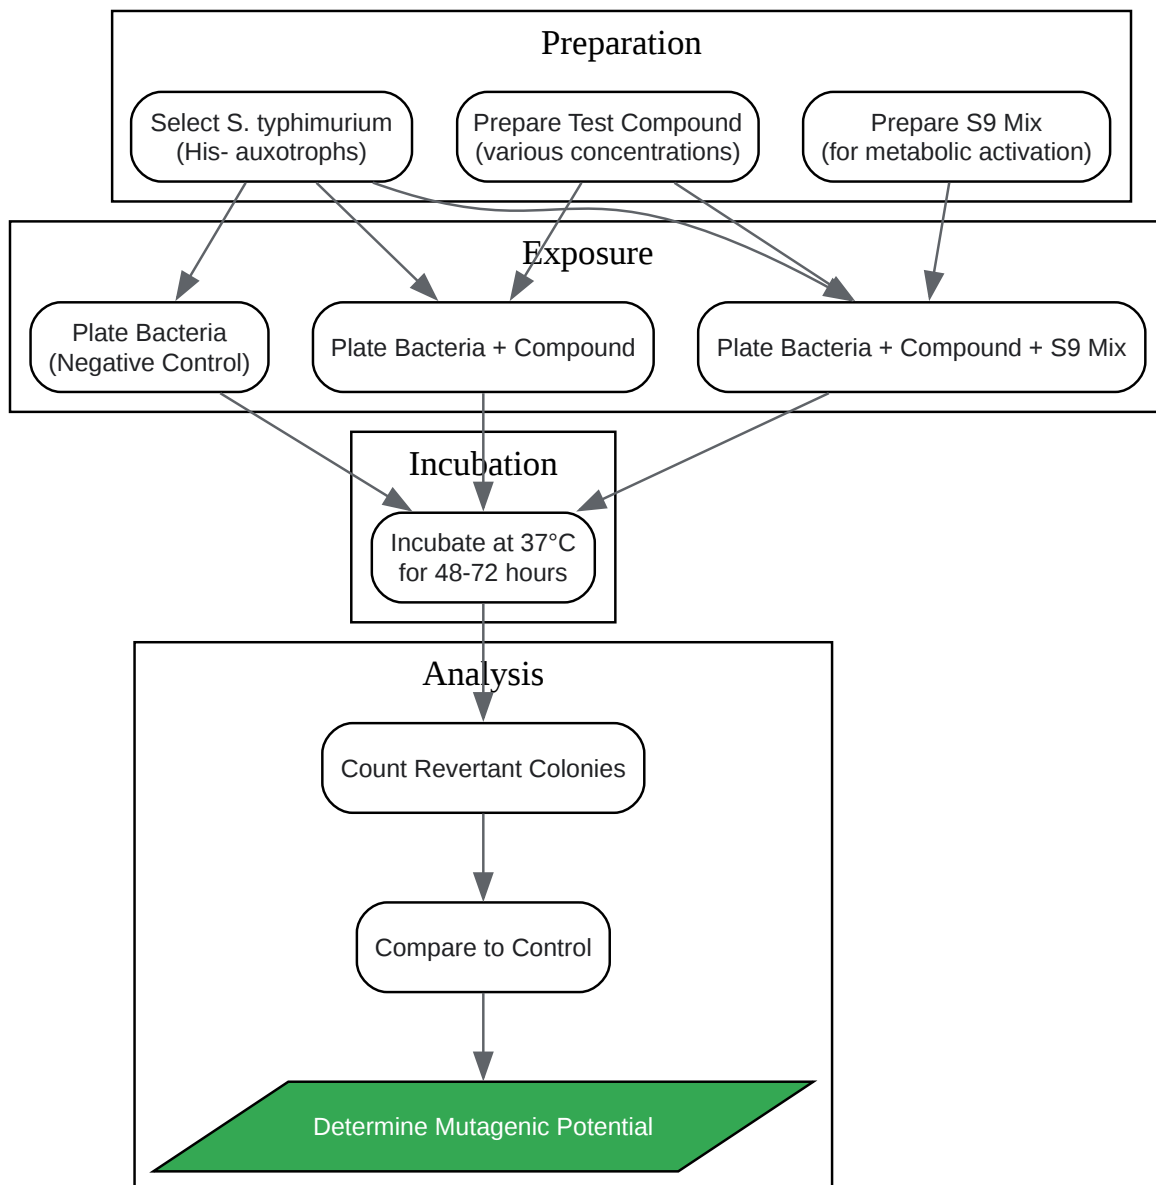 Preparation
Select S. typhimurium
(His- auxotrophs)
Prepare Test Compound
(various concentrations)
Prepare S9 Mix
(for metabolic activation)
Exposure
Plate Bacteria
(Negative Control)
Plate Bacteria + Compound
Plate Bacteria + Compound + S9 Mix
Incubation
Incubate at 37°C
for 48-72 hours
Analysis
Count Revertant Colonies
Compare to Control
Determine Mutagenic Potential